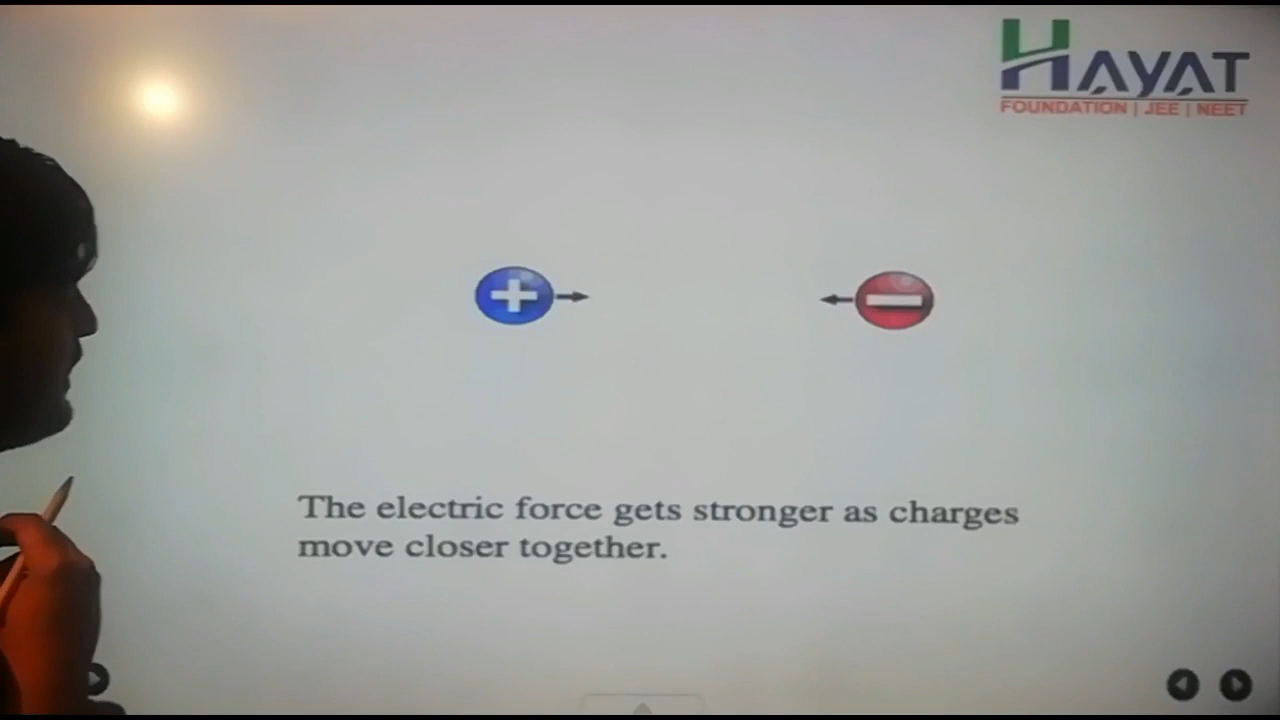 HAYAT
FOUNDATION | JEE | NEET
The electric force gets stronger as charges
move closer together.